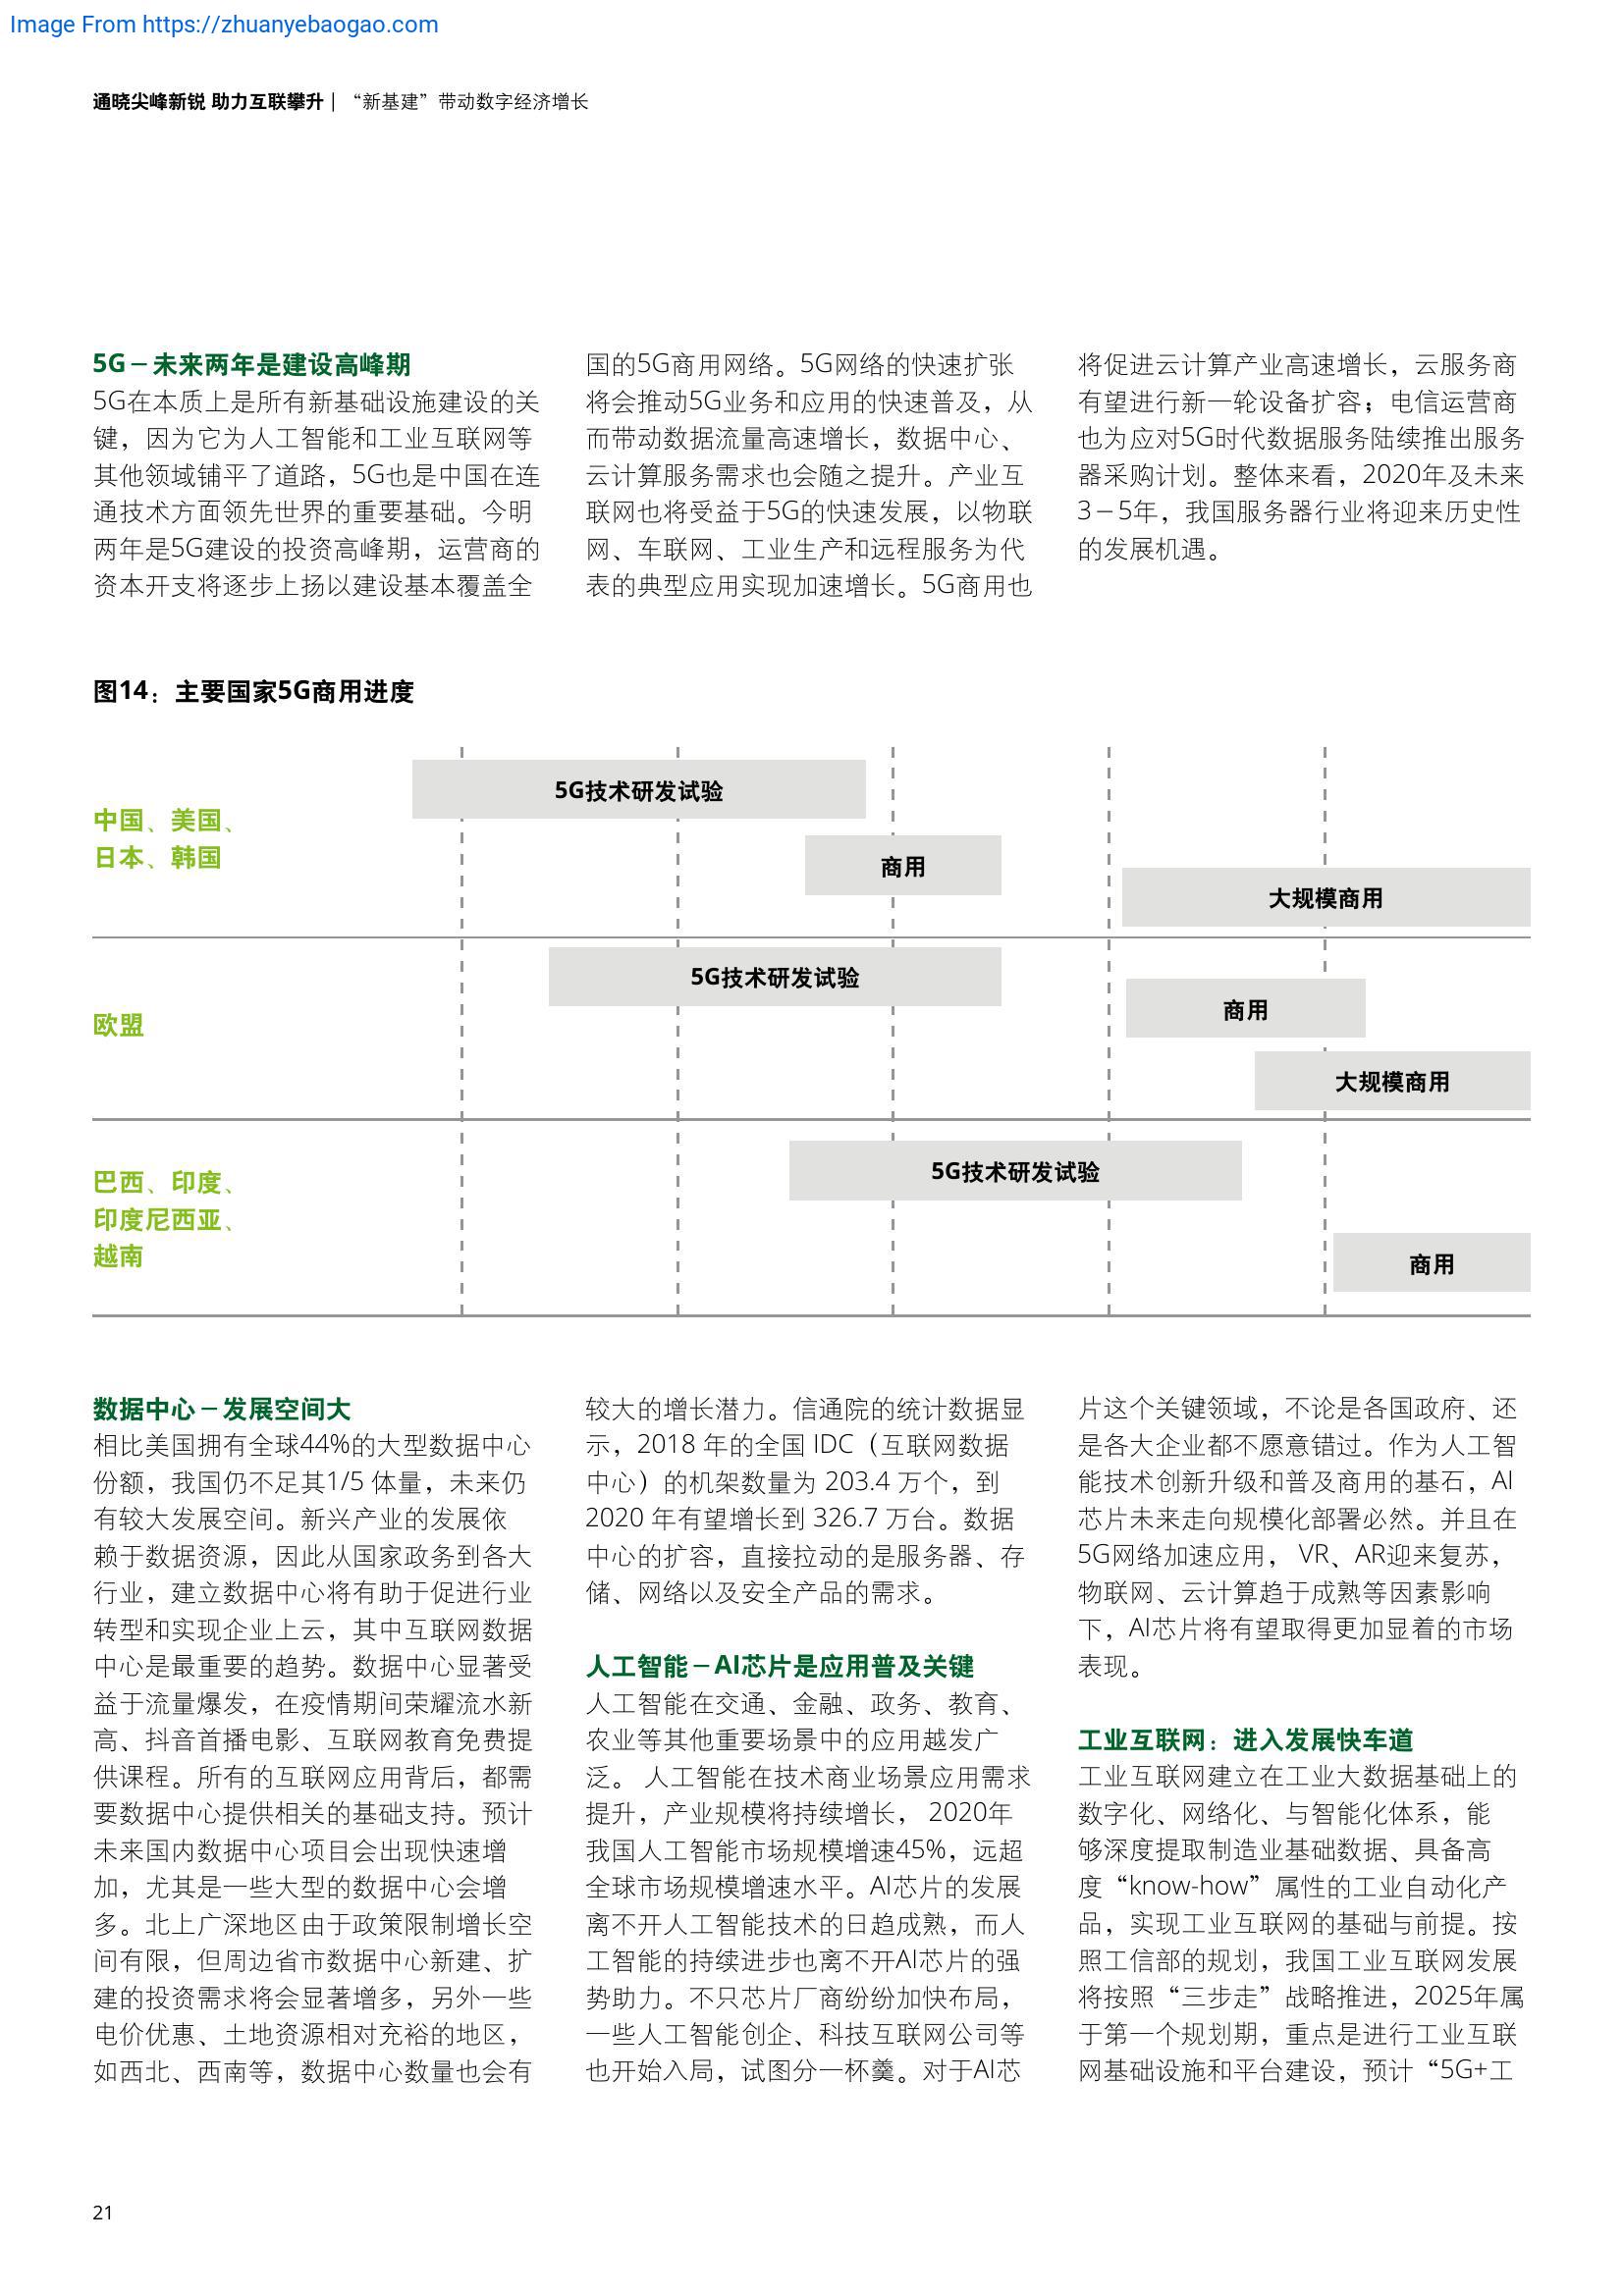 Image From https://zhuanyebaogao.com
通晓尖峰新锐 助力互联攀升 | “新基建”带动数字经济增长
5G－未来两年是建设高峰期
5G在本质上是所有新基础设施建设的关
键，因为它为人工智能和工业互联网等
其他领域铺平了道路，5G也是中国在连
通技术方面领先世界的重要基础。今明
两年是5G建设的投资高峰期，运营商的
资本开支将逐步上扬以建设基本覆盖全
国的5G商用网络。5G网络的快速扩张
将会推动5G业务和应用的快速普及，从
而带动数据流量高速增长，数据中心、
云计算服务需求也会随之提升。产业互
联网也将受益于5G的快速发展，以物联
网、车联网、工业生产和远程服务为代
表的典型应用实现加速增长。5G商用也
将促进云计算产业高速增长，云服务商
有望进行新一轮设备扩容；电信运营商
也为应对5G时代数据服务陆续推出服务
器采购计划。整体来看，2020年及未来
3－5年，我国服务器行业将迎来历史性
的发展机遇。
图14：主要国家5G商用进度
中国、美国、
日本、韩国
5G技术研发试验
商用
大规模商用
欧盟
5G技术研发试验
商用
大规模商用
巴西、印度、
印度尼西亚、
越南
5G技术研发试验
商用
数据中心－发展空间大
相比美国拥有全球44%的大型数据中心
份额，我国仍不足其1/5 体量，未来仍
有较大发展空间。新兴产业的发展依
赖于数据资源，因此从国家政务到各大
行业，建立数据中心将有助于促进行业
转型和实现企业上云，其中互联网数据
中心是最重要的趋势。数据中心显著受
益于流量爆发，在疫情期间荣耀流水新
高、抖音首播电影、互联网教育免费提
供课程。所有的互联网应用背后，都需
要数据中心提供相关的基础支持。预计
未来国内数据中心项目会出现快速增
加，尤其是一些大型的数据中心会增
多。北上广深地区由于政策限制增长空
间有限，但周边省市数据中心新建、扩
建的投资需求将会显著增多，另外一些
电价优惠、土地资源相对充裕的地区，
如西北、西南等，数据中心数量也会有
较大的增长潜力。信通院的统计数据显
示，2018 年的全国 IDC（互联网数据
中心）的机架数量为 203.4 万个，到
2020 年有望增长到 326.7 万台。数据
中心的扩容，直接拉动的是服务器、存
储、网络以及安全产品的需求。
人工智能－AI芯片是应用普及关键
人工智能在交通、金融、政务、教育、
农业等其他重要场景中的应用越发广
泛。 人工智能在技术商业场景应用需求
提升，产业规模将持续增长， 2020年
我国人工智能市场规模增速45%，远超
全球市场规模增速水平。AI芯片的发展
离不开人工智能技术的日趋成熟，而人
工智能的持续进步也离不开AI芯片的强
势助力。不只芯片厂商纷纷加快布局，
一些人工智能创企、科技互联网公司等
也开始入局，试图分一杯羹。对于AI芯
片这个关键领域，不论是各国政府、还
是各大企业都不愿意错过。作为人工智
能技术创新升级和普及商用的基石，AI
芯片未来走向规模化部署必然。并且在
5G网络加速应用， VR、AR迎来复苏，
物联网、云计算趋于成熟等因素影响
下，AI芯片将有望取得更加显着的市场
表现。
工业互联网：进入发展快车道
工业互联网建立在工业大数据基础上的
数字化、网络化、与智能化体系，能
够深度提取制造业基础数据、具备高
度“know-how”属性的工业自动化产
品，实现工业互联网的基础与前提。按
照工信部的规划，我国工业互联网发展
将按照“三步走”战略推进，2025年属
于第一个规划期，重点是进行工业互联
网基础设施和平台建设，预计“5G+工
21